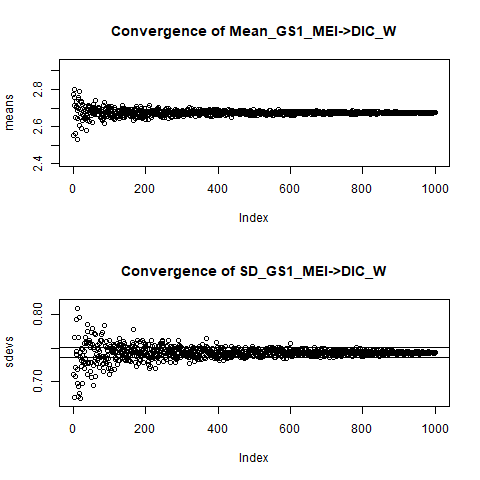 Convergence of Mean_GS1_MEI->DIC_W
means
2.4 2.6 2.8
0 200 400 600 800 1000
Index
Convergence of SD_GS1_MEI->DIC_W
sdevs
0.70 0.80
0 200 400 600 800 1000
Index